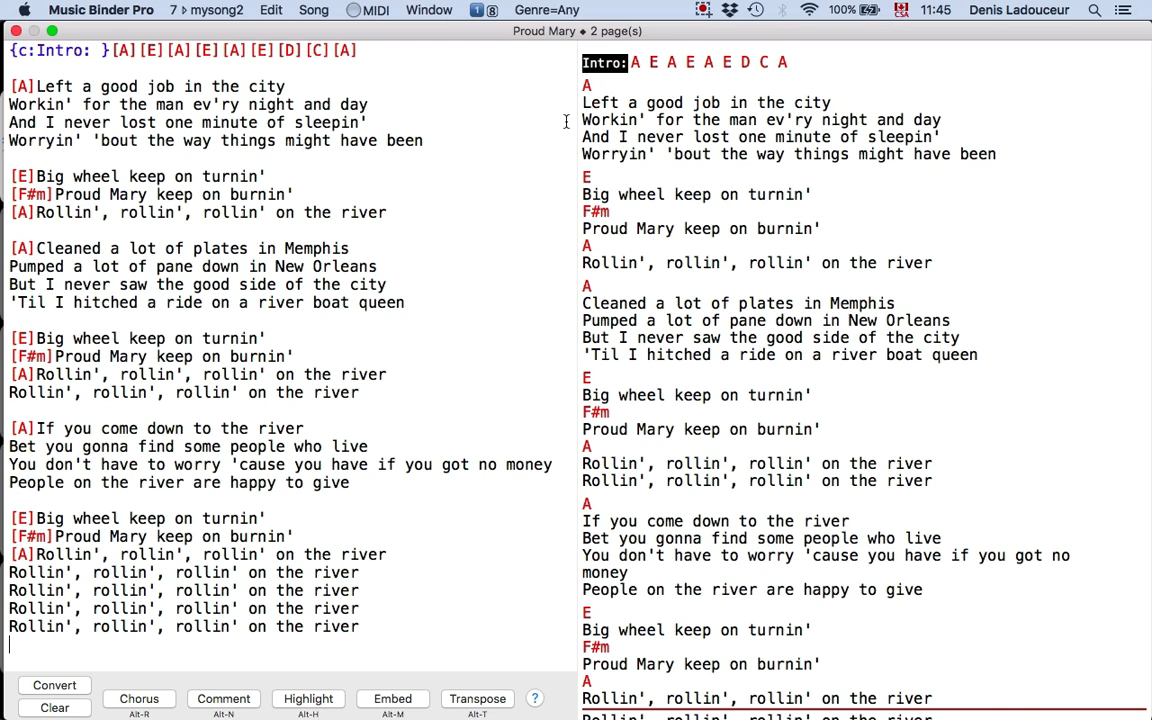 Music Binder Pro 7 mysong2 Edit Song MIDI Window 1 8 Genre=Any 100% CSA 11:45 Denis Ladouceur
Proud Mary ◆ 2 page(s)
{c:Intro: }[A][E][A][E][A][E][D][C][A]
[A]Left a good job in the city
Workin' for the man ev'ry night and day
And I never lost one minute of sleepin'
Worryin' 'bout the way things might have been
[E]Big wheel keep on turnin'
[F#m]Proud Mary keep on burnin'
[A]Rollin', rollin', rollin' on the river
[A]Cleaned a lot of plates in Memphis
Pumped a lot of pane down in New Orleans
But I never saw the good side of the city
'Til I hitched a ride on a river boat queen
[E]Big wheel keep on turnin'
[F#m]Proud Mary keep on burnin'
[A]Rollin', rollin', rollin' on the river
Rollin', rollin', rollin' on the river
[A]If you come down to the river
Bet you gonna find some people who live
You don't have to worry 'cause you have if you got no money
People on the river are happy to give
[E]Big wheel keep on turnin'
[F#m]Proud Mary keep on burnin'
[A]Rollin', rollin', rollin' on the river
Rollin', rollin', rollin' on the river
Rollin', rollin', rollin' on the river
Rollin', rollin', rollin' on the river
Rollin', rollin', rollin' on the river
Convert
Clear
Chorus
Alt-R
Comment
Alt-N
Highlight
Alt-H
Embed
Alt-M
Transpose
Alt-T
?
Intro: A E A E A E D C A
A
Left a good job in the city
Workin' for the man ev'ry night and day
And I never lost one minute of sleepin'
Worryin' 'bout the way things might have been
E
Big wheel keep on turnin'
F#m
Proud Mary keep on burnin'
A
Rollin', rollin', rollin' on the river
A
Cleaned a lot of plates in Memphis
Pumped a lot of pane down in New Orleans
But I never saw the good side of the city
'Til I hitched a ride on a river boat queen
E
Big wheel keep on turnin'
F#m
Proud Mary keep on burnin'
A
Rollin', rollin', rollin' on the river
Rollin', rollin', rollin' on the river
A
If you come down to the river
Bet you gonna find some people who live
You don't have to worry 'cause you have if you got no
money
People on the river are happy to give
E
Big wheel keep on turnin'
F#m
Proud Mary keep on burnin'
A
Rollin', rollin', rollin' on the river
Rollin', rollin', rollin' on the river